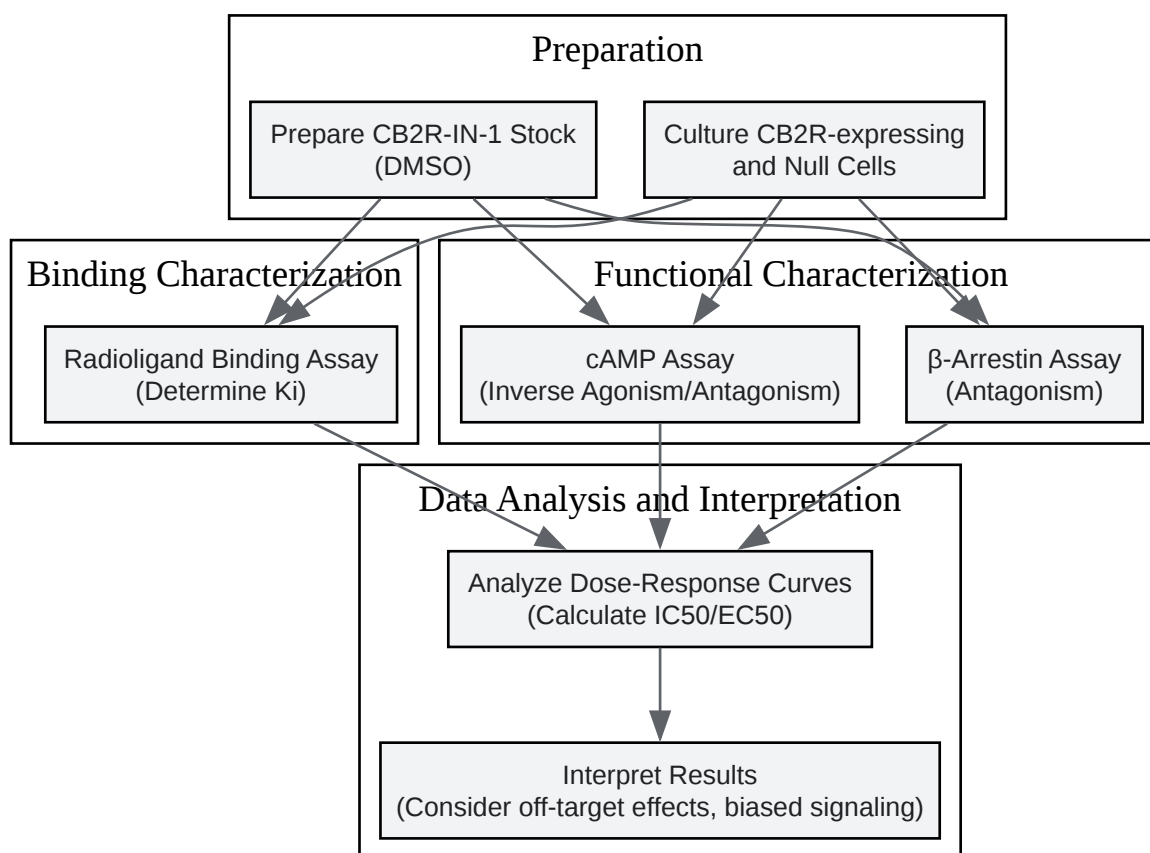 Preparation
Prepare CB2R-IN-1 Stock
(DMSO)
Culture CB2R-expressing
and Null Cells
Binding Characterization
Radioligand Binding Assay
(Determine Ki)
Functional Characterization
cAMP Assay
(Inverse Agonism/Antagonism)
β-Arrestin Assay
(Antagonism)
Data Analysis and Interpretation
Analyze Dose-Response Curves
(Calculate IC50/EC50)
Interpret Results
(Consider off-target effects, biased signaling)